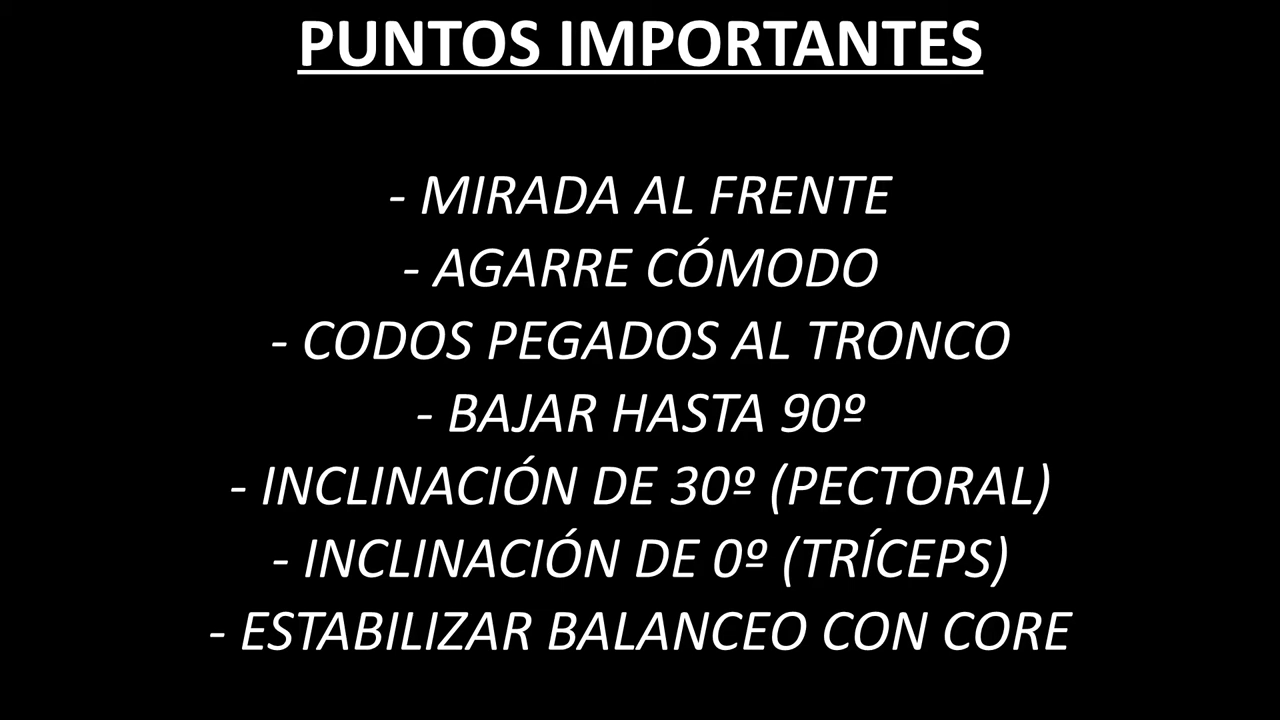 PUNTOS IMPORTANTES
- MIRADA AL FRENTE
- AGARRE CÓMODO
- CODOS PEGADOS AL TRONCO
- BAJAR HASTA 90º
- INCLINACIÓN DE 30º (PECTORAL)
- INCLINACIÓN DE 0º (TRÍCEPS)
- ESTABILIZAR BALANCEO CON CORE